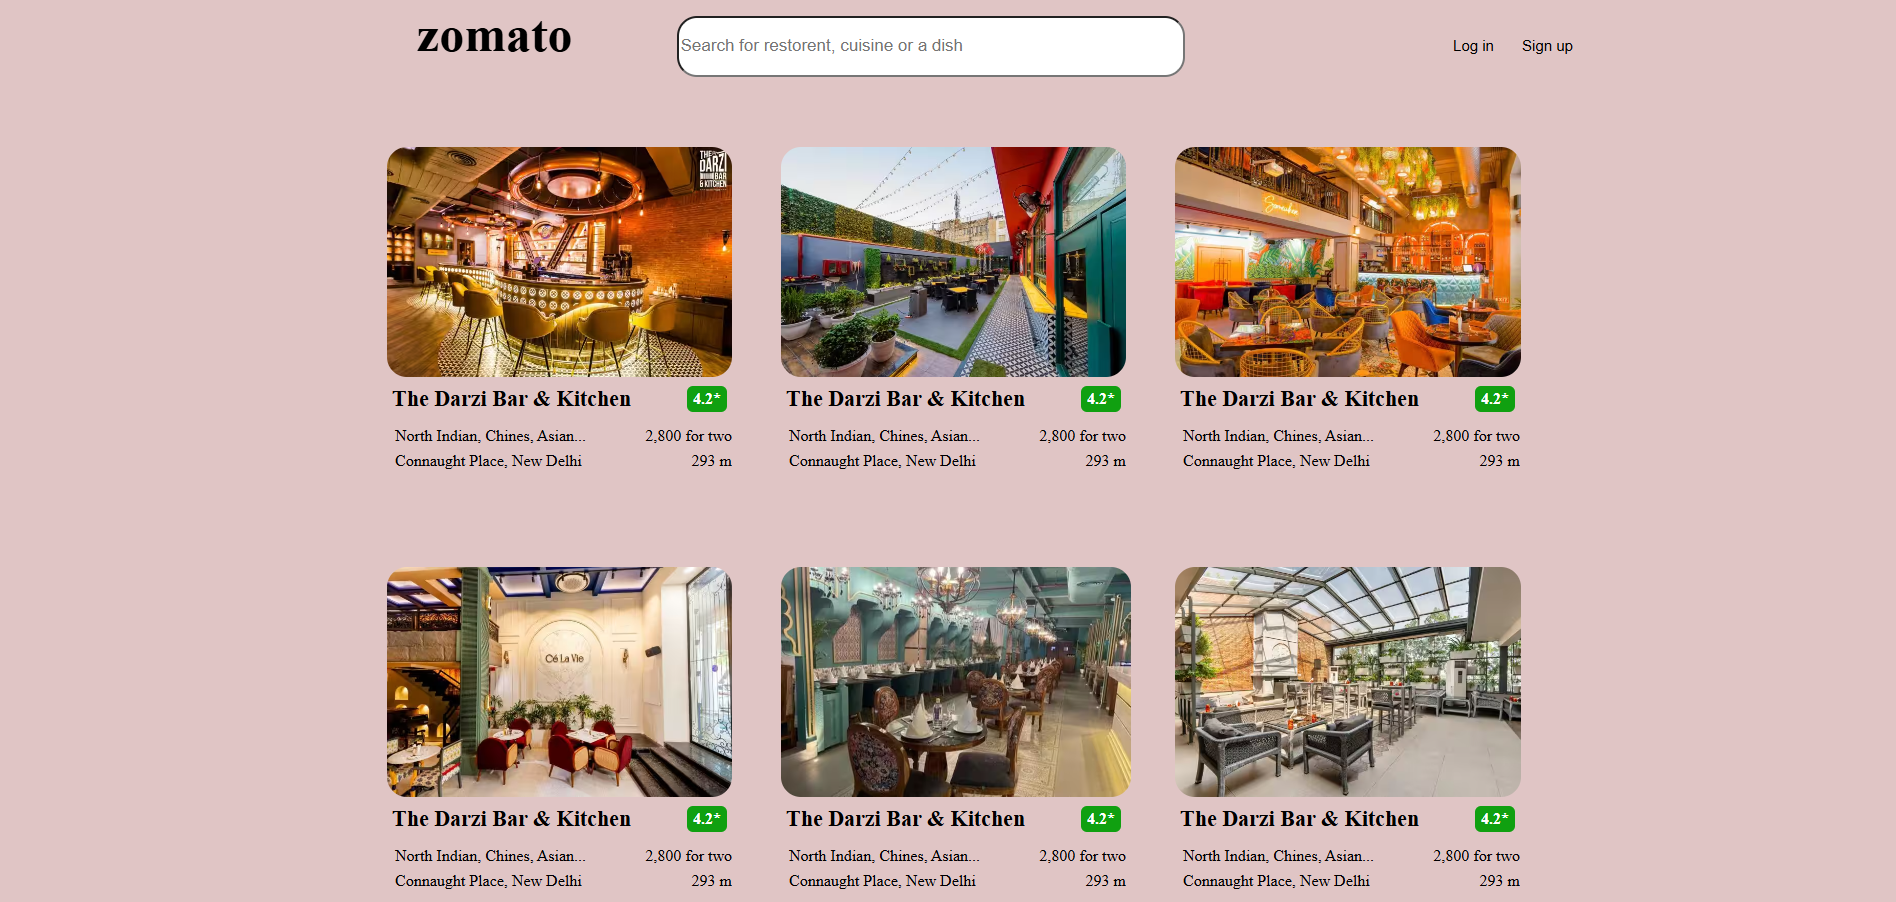 zomato
Search for restorent, cuisine or a dish
Log in Sign up
THE DARZI BAR & KITCHEN
The Darzi Bar & Kitchen 4.2*
North Indian, Chines, Asian... 2,800 for two
Connaught Place, New Delhi 293 m
The Darzi Bar & Kitchen 4.2*
North Indian, Chines, Asian... 2,800 for two
Connaught Place, New Delhi 293 m
The Darzi Bar & Kitchen 4.2*
North Indian, Chines, Asian... 2,800 for two
Connaught Place, New Delhi 293 m
Cé La Vie
The Darzi Bar & Kitchen 4.2*
North Indian, Chines, Asian... 2,800 for two
Connaught Place, New Delhi 293 m
The Darzi Bar & Kitchen 4.2*
North Indian, Chines, Asian... 2,800 for two
Connaught Place, New Delhi 293 m
The Darzi Bar & Kitchen 4.2*
North Indian, Chines, Asian... 2,800 for two
Connaught Place, New Delhi 293 m